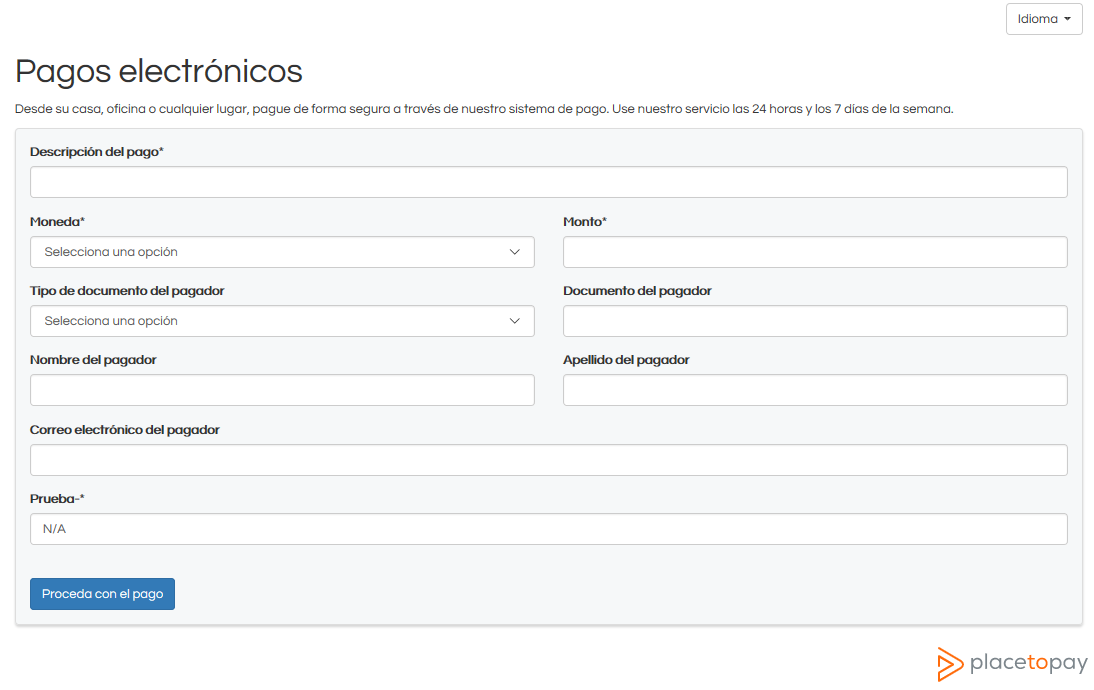 Idioma
Pagos electrónicos
Desde su casa, oficina o cualquier lugar, pague de forma segura a través de nuestro sistema de pago. Use nuestro servicio las 24 horas y los 7 días de la semana.
Descripción del pago*
Moneda* Monto*
Selecciona una opción
Tipo de documento del pagador Documento del pagador
Selecciona una opción
Nombre del pagador Apellido del pagador
Correo electrónico del pagador
Prueba-*
N/A
Proceda con el pago
placetopay